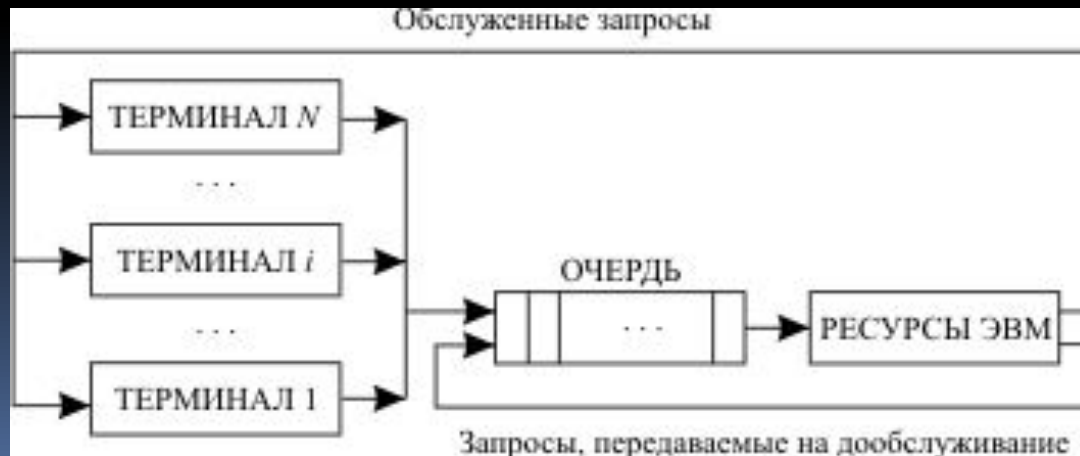 Обслуженные запросы
ТЕРМИНАЛ N
. . .
ТЕРМИНАЛ i
. . .
ТЕРМИНАЛ 1
ОЧЕРДЬ
. . .
РЕСУРСЫ ЭВМ
Запросы, передаваемые на дообслуживание